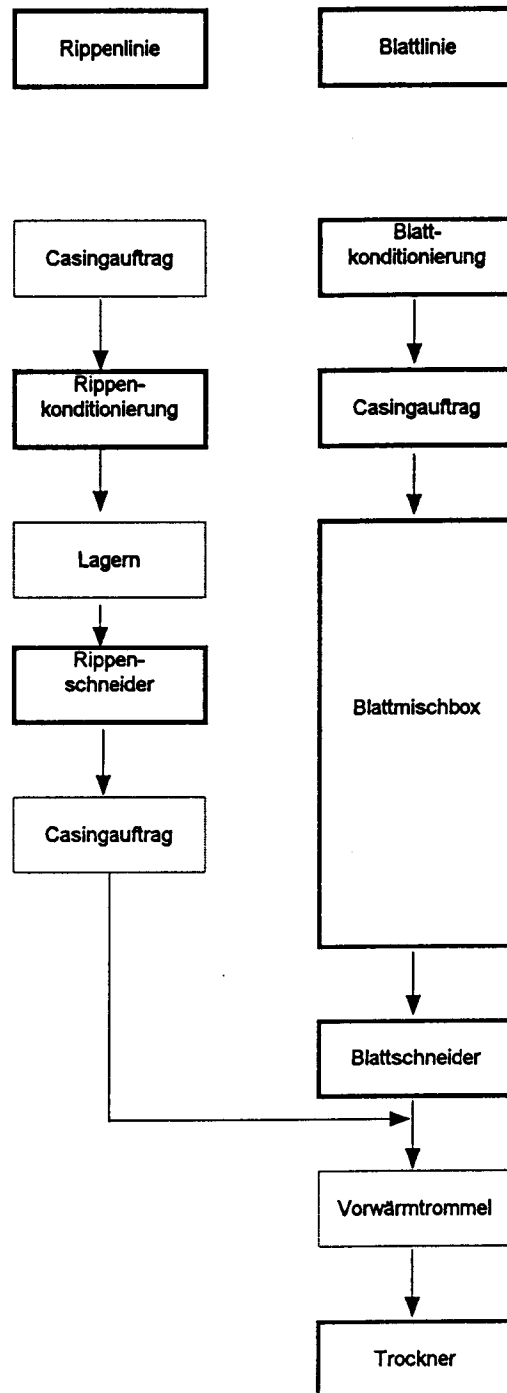 Rippenlinie
Blattlinie
Casingauftrag
Rippen-
konditionierung
Lagern
Rippen-
schneider
Casingauftrag
Blatt-
konditionierung
Casingauftrag
Blattmischbox
Blattschneider
Vorwärmtrommel
Trockner